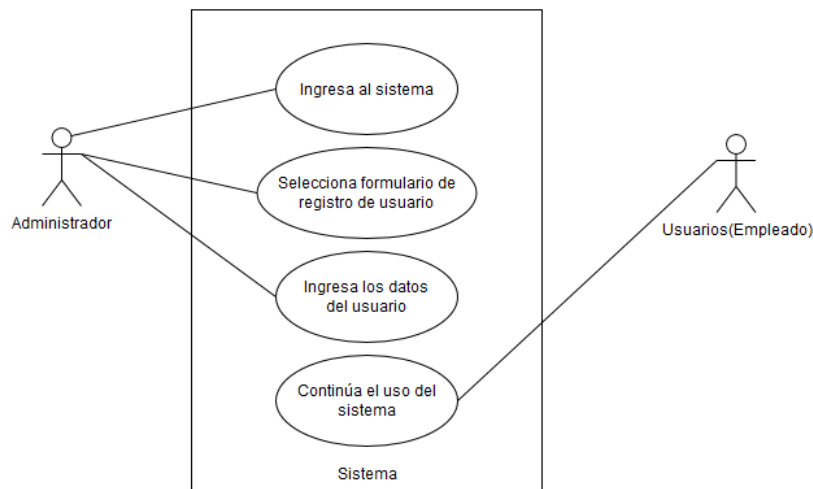 Ingresa al sistema
Selecciona formulario de
registro de usuario
Administrador
Usuarios(Empleado)
Ingresa los datos
del usuario
Continúa el uso del
sistema
Sistema